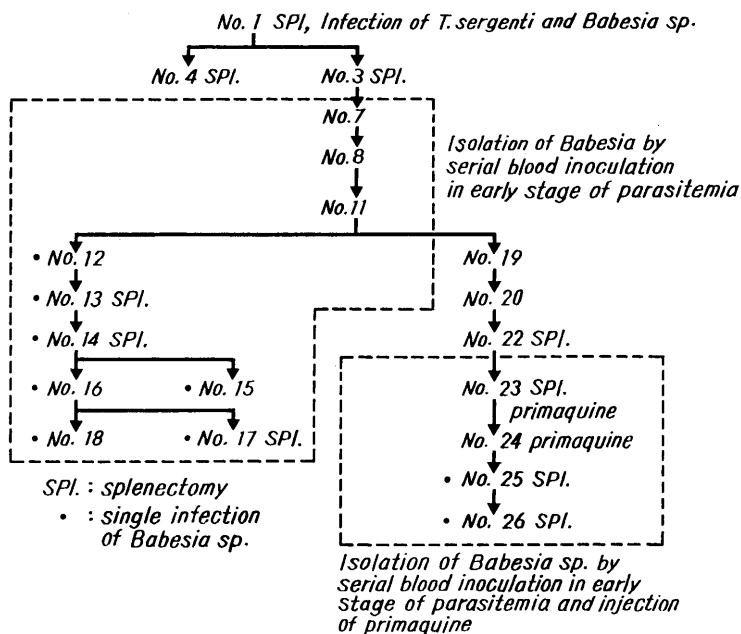 No. 1 SPl, Infection of T. sergenti and Babesia sp.
No. 4 SPl. No. 3 SPl.
No. 7
No. 8
No. 11
Isolation of Babesia by
serial blood inoculation
in early stage of parasitemia
• No. 12 No. 19
• No. 13 SPl. No. 20
• No. 14 SPl. No. 22 SPl.
• No. 16 • No. 15 No. 23 SPl.
primaquine
• No. 18 • No. 17 SPl. No. 24 primaquine
• No. 25 SPl.
• No. 26 SPl.
SPl. : splenectomy
• : single infection
of Babesia sp.
Isolation of Babesia sp. by
serial blood inoculation in early
stage of parasitemia and injection
of primaquine